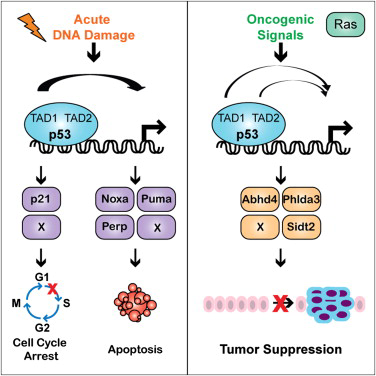 Acute
DNA Damage
TAD1 TAD2
p53
p21
X
Noxa Puma
Perp X
G1
X
M S
G2
Cell Cycle
Arrest
Apoptosis
Oncogenic
Signals
Ras
TAD1 TAD2
p53
Abhd4 Phlda3
X Sidt2
X
Tumor Suppression